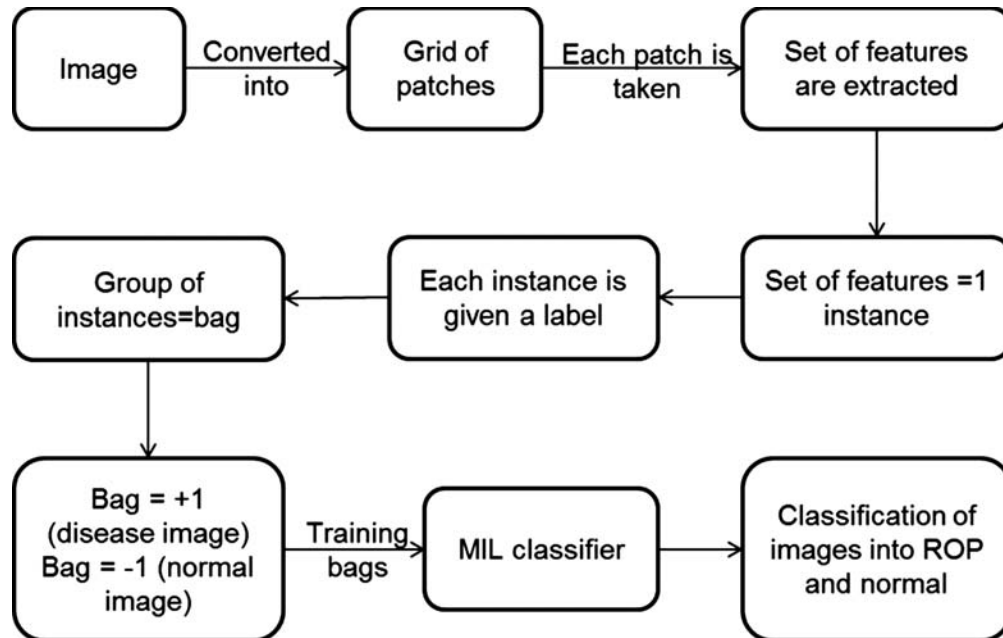 Image
Converted
into
Grid of
patches
Each patch is
taken
Set of features
are extracted
Set of features =1
instance
Each instance is
given a label
Group of
instances=bag
Bag = +1
(disease image)
Bag = -1 (normal
image)
Training
bags
MIL classifier
Classification of
images into ROP
and normal